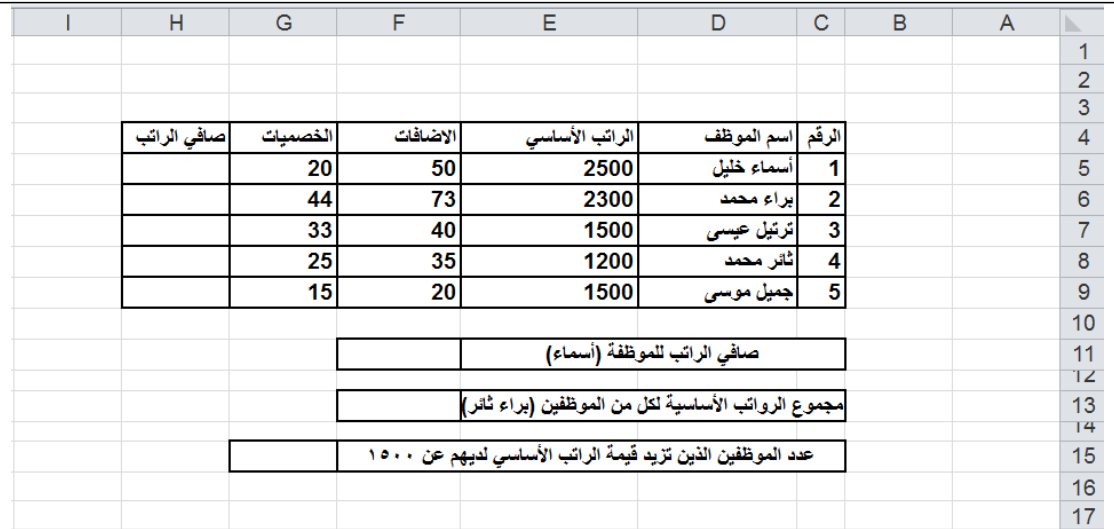 A B C D E F G H I
1
2
3
4 الرقم اسم الموظف الراتب الأساسي الاضافات الخصميات صافي الراتب
5 1 أسماء خليل 2500 50 20
6 2 براء محمد 2300 73 44
7 3 ترتيل عيسى 1500 40 33
8 4 ثائر محمد 1200 35 25
9 5 جميل موسى 1500 20 15
10
11 صافي الراتب للموظفة (أسماء)
12
13 مجموع الرواتب الأساسية لكل من الموظفين (براء ثائر)
14
15 عدد الموظفين الذين تزيد قيمة الراتب الأساسي لديهم عن ١٥٠٠
16
17